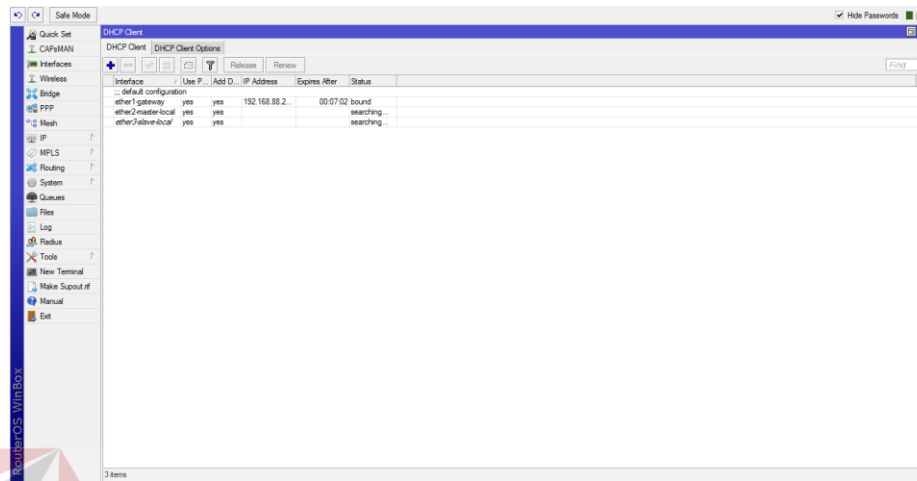 Safe Mode
Hide Passwords
Quick Set
CAPsMAN
Interfaces
Wireless
Bridge
PPP
Mesh
IP
MPLS
Routing
System
Queues
Files
Log
Radius
Tools
New Terminal
Make Supout.rif
Manual
Exit
RouterOS WinBox
DHCP Client
DHCP Client DHCP Client Options
Release Renew Find
Interface Use P... Add D... IP Address Expires After Status
;;; default configuration
ether1-gateway yes yes 192.168.88.2... 00:07:02 bound
ether2-master-local yes yes searching...
ether3-slave-local yes yes searching...
3 items